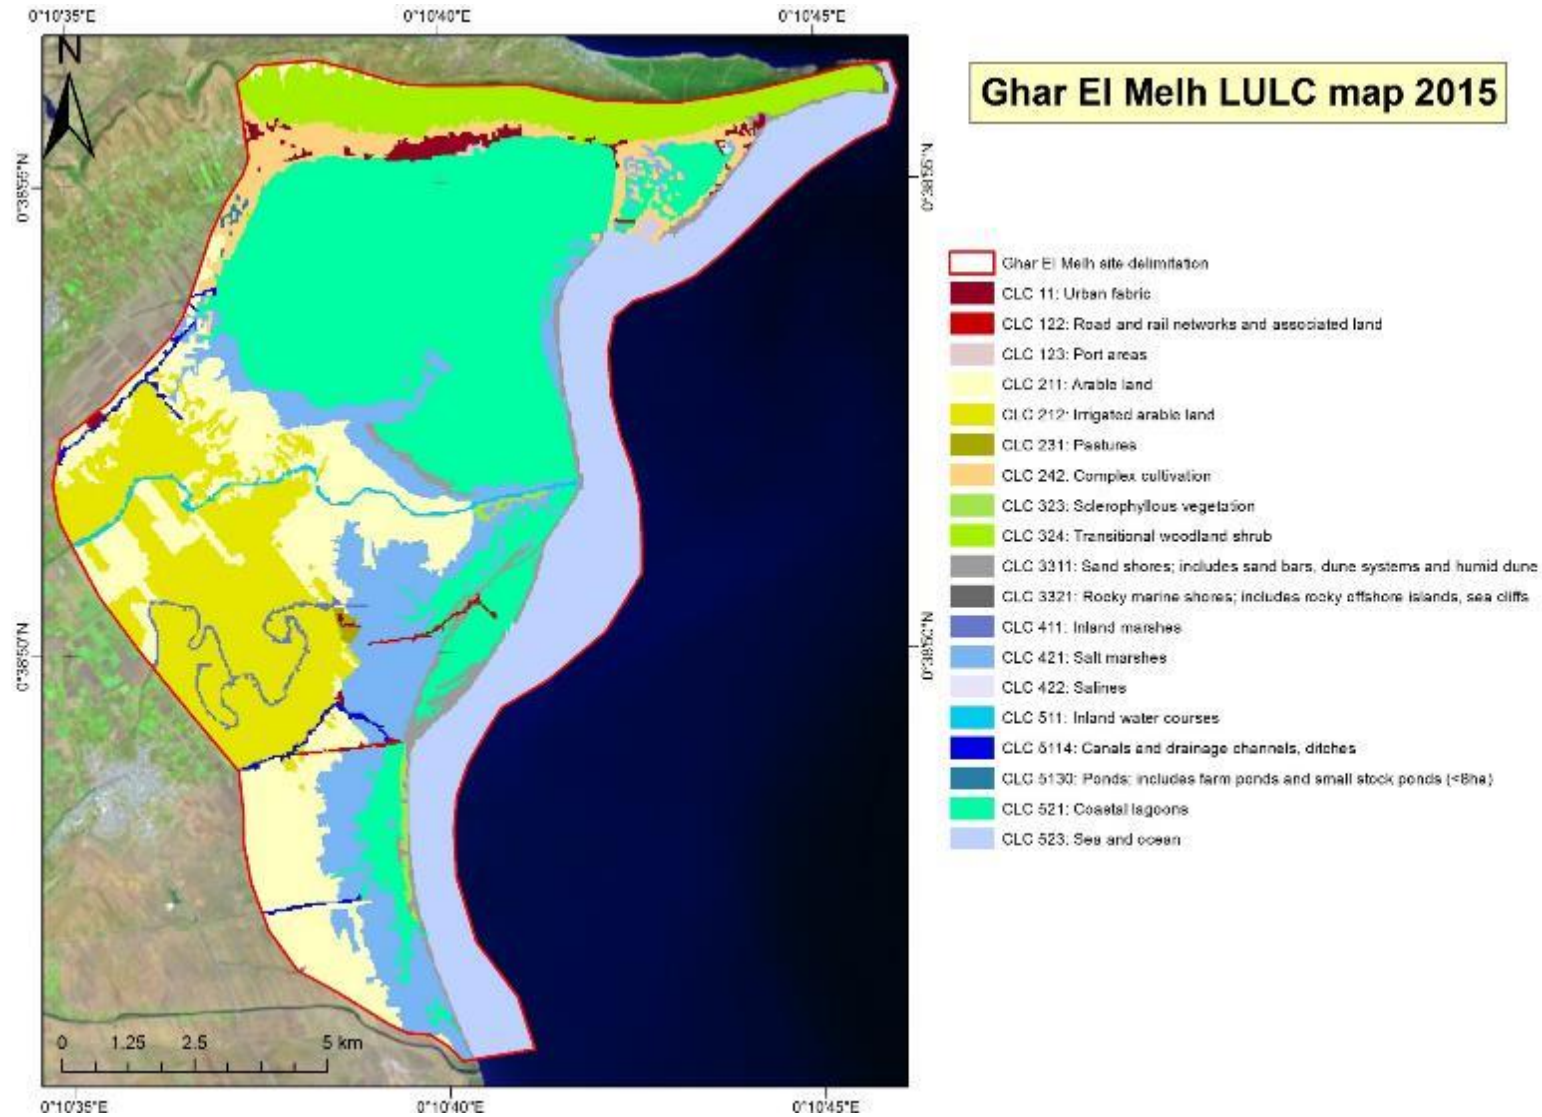 0°10'35"E 0°10'40"E 0°10'45"E
N
Ghar El Melh LULC map 2015
0°38'55"N 0°38'55"N
Ghar El Melh site delimitation
CLC 11: Urban fabric
CLC 122: Road and rail networks and associated land
CLC 123: Port areas
CLC 211: Arable land
CLC 212: Irrigated arable land
CLC 231: Pastures
CLC 242: Complex cultivation
CLC 323: Sclerophyllous vegetation
CLC 324: Transitional woodland shrub
CLC 3311: Sand shores; includes sand bars, dune systems and humid dune
CLC 3321: Rocky marine shores; includes rocky offshore islands, sea cliffs
CLC 411: Inland marshes
CLC 421: Salt marshes
CLC 422: Salines
CLC 511: Inland water courses
CLC 5114: Canals and drainage channels, ditches
CLC 5130: Ponds; includes farm ponds and small stock ponds (<8ha)
CLC 521: Coastal lagoons
CLC 523: Sea and ocean
0°38'50"N 0°38'50"N
0 1.25 2.5 5 km
0°10'35"E 0°10'40"E 0°10'45"E